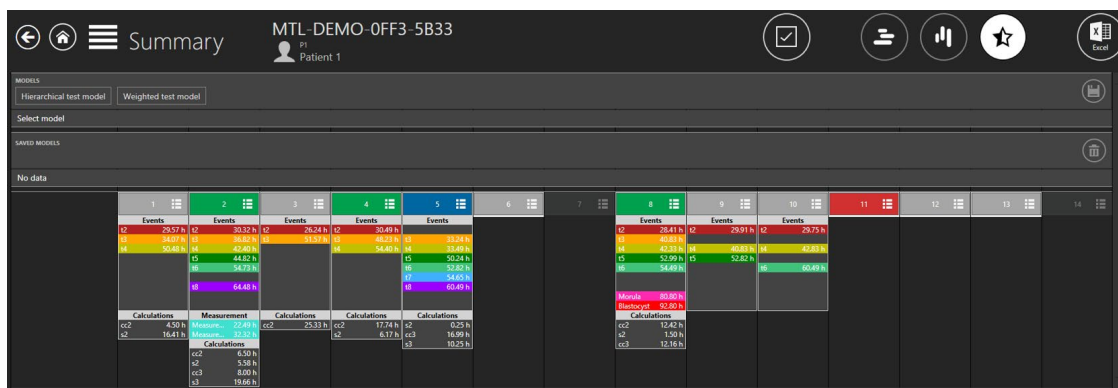 Summary
MTL-DEMO-0FF3-5B33
P1
Patient 1
Excel
MODELS
Hierarchical test model Weighted test model
Select model
SAVED MODELS
No data
1 2 3 4 5 6 7 8 9 10 11 12 13 14
Events Events Events Events Events Events Events Events
t2 29.57 h t2 30.32 h t2 26.24 h t2 30.49 h t2 28.41 h t2 29.91 h t2 29.75 h
t3 34.07 h t3 36.82 h t3 51.57 h t3 48.23 h t3 33.24 h t3 40.83 h
t4 50.48 h t4 42.40 h t4 54.40 h t4 33.49 h t4 42.33 h t4 40.83 h t4 42.83 h
t5 44.82 h t5 50.24 h t5 52.99 h t5 52.82 h
t6 54.73 h t6 52.82 h t6 54.49 h t6 60.49 h
t7 54.65 h
t8 64.48 h t8 60.49 h
Morula 80.80 h
Blastocyst 92.80 h
Calculations Measurement Calculations Calculations Calculations Calculations
cc2 4.50 h Measure... 22.49 h cc2 25.33 h cc2 17.74 h s2 0.25 h cc2 12.42 h
s2 16.41 h Measure... 32.32 h s2 6.17 h cc3 16.99 h s2 1.50 h
Calculations s3 10.25 h cc3 12.16 h
cc2 6.50 h
s2 5.58 h
cc3 8.00 h
s3 19.66 h